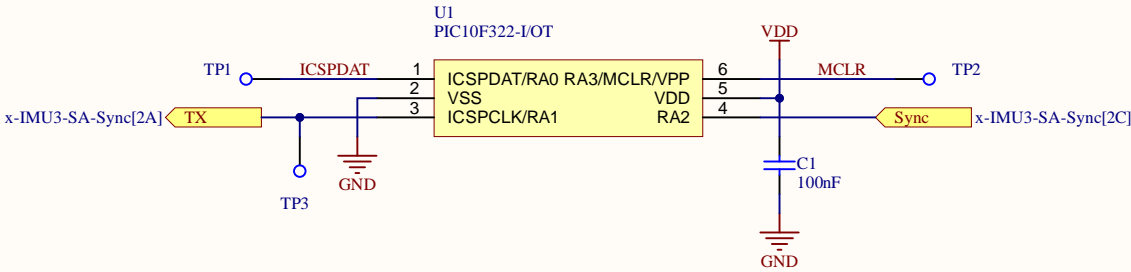 U1
PIC10F322-I/OT
VDD
TP1
ICSPDAT
1
ICSPDAT/RA0 RA3/MCLR/VPP
6
MCLR
TP2
2
VSS
VDD
5
x-IMU3-SA-Sync[2A]
TX
3
ICSPCLK/RA1
RA2
4
Sync
x-IMU3-SA-Sync[2C]
C1
100nF
GND
TP3
GND